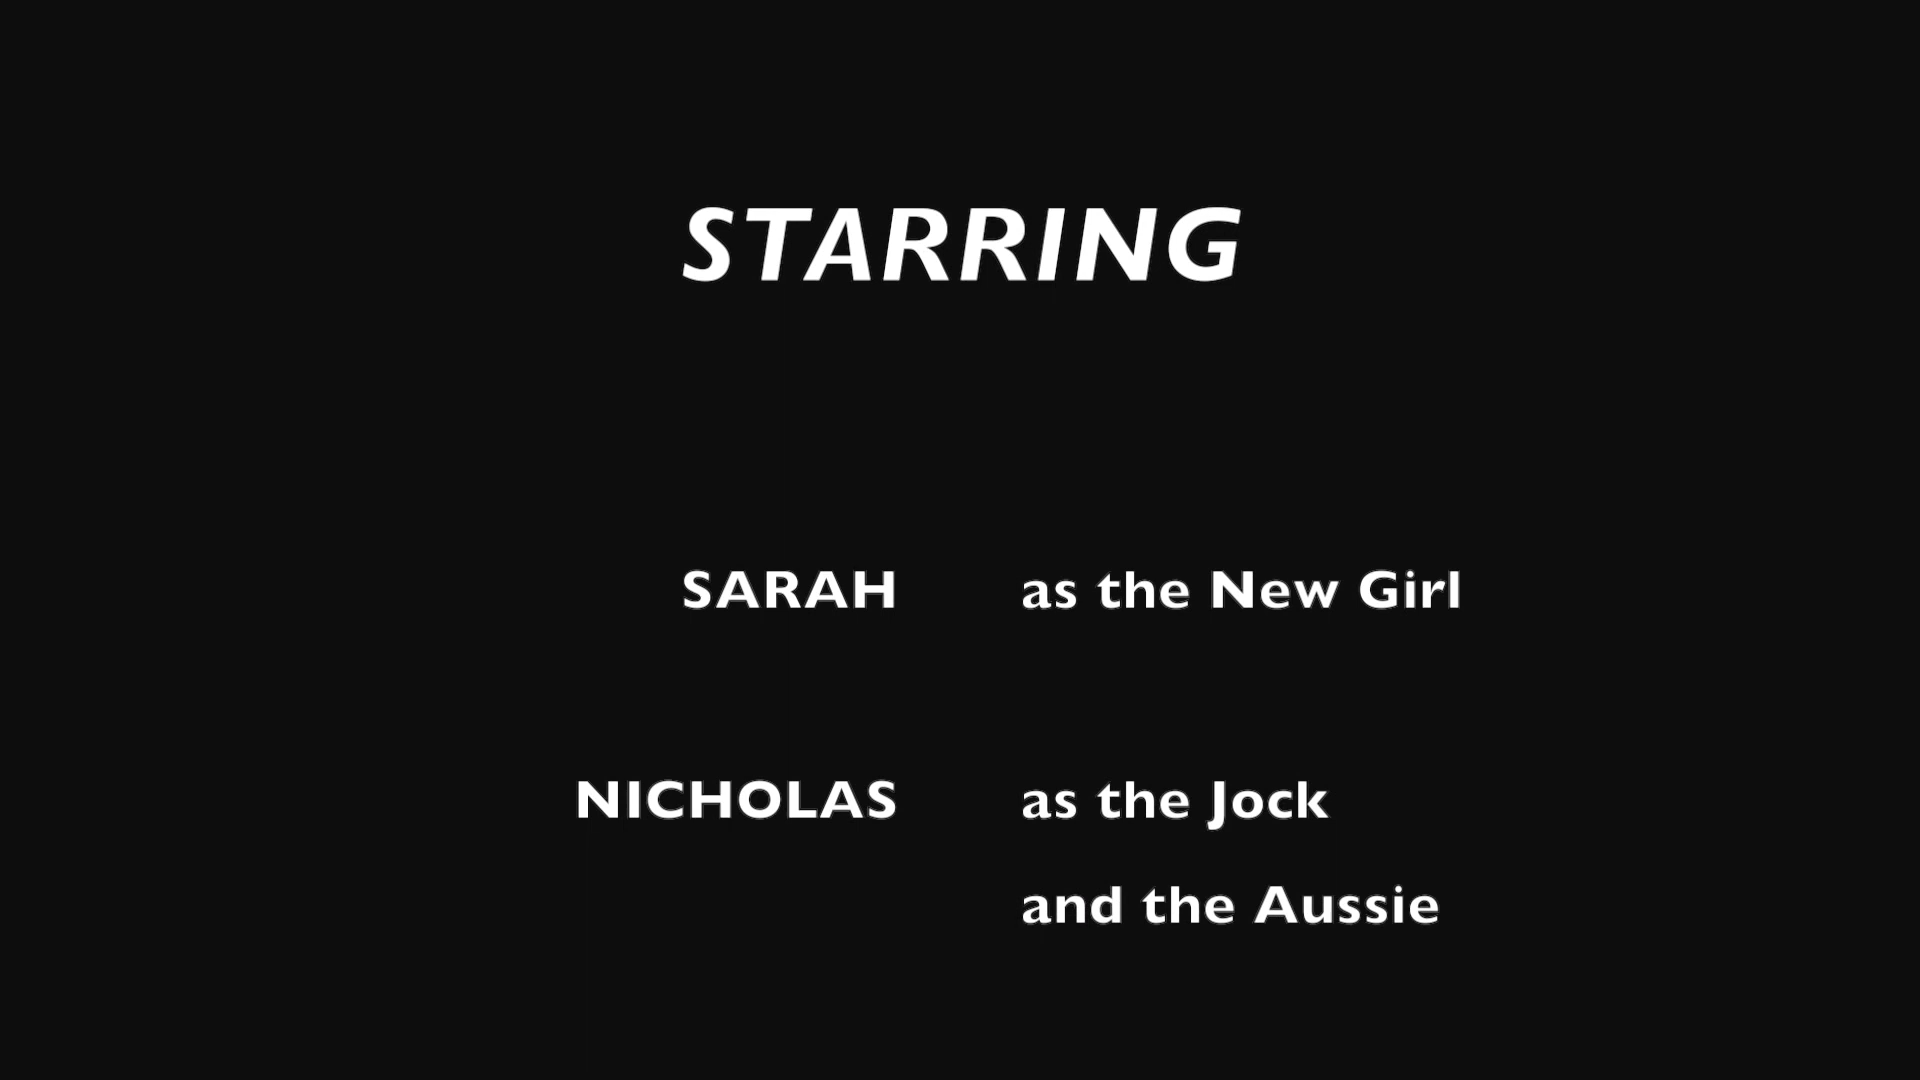 STARRING
SARAH as the New Girl
NICHOLAS as the Jock
and the Aussie